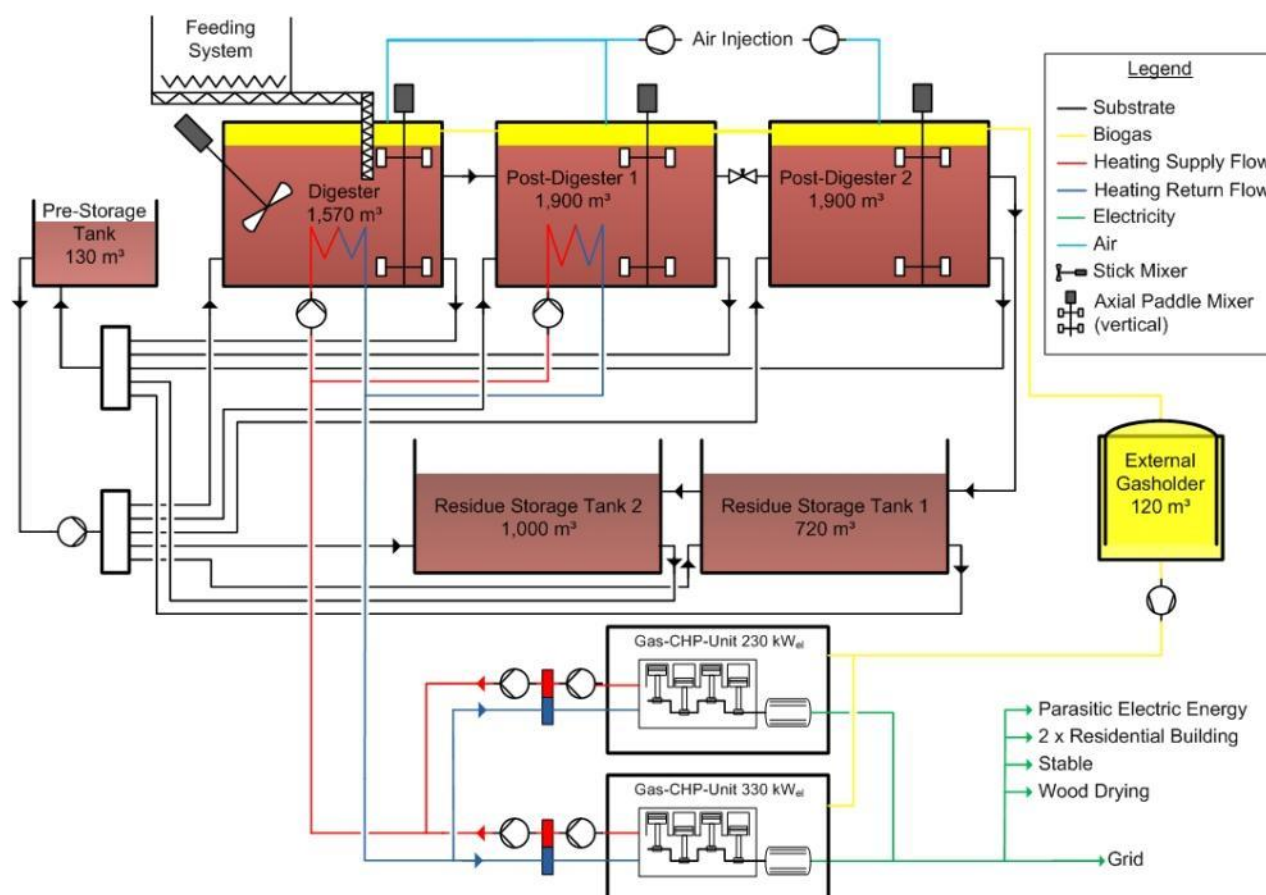 Feeding
System
Air Injection
Legend
Substrate
Biogas
Heating Supply Flow
Heating Return Flow
Electricity
Air
Stick Mixer
Axial Paddle Mixer
(vertical)
Digester
1,570 m³
Post-Digester 1
1,900 m³
Post-Digester 2
1,900 m³
Pre-Storage
Tank
130 m³
Residue Storage Tank 2
1,000 m³
Residue Storage Tank 1
720 m³
External
Gasholder
120 m³
Gas-CHP-Unit 230 kWel
Gas-CHP-Unit 330 kWel
Parasitic Electric Energy
2 x Residential Building
Stable
Wood Drying
Grid